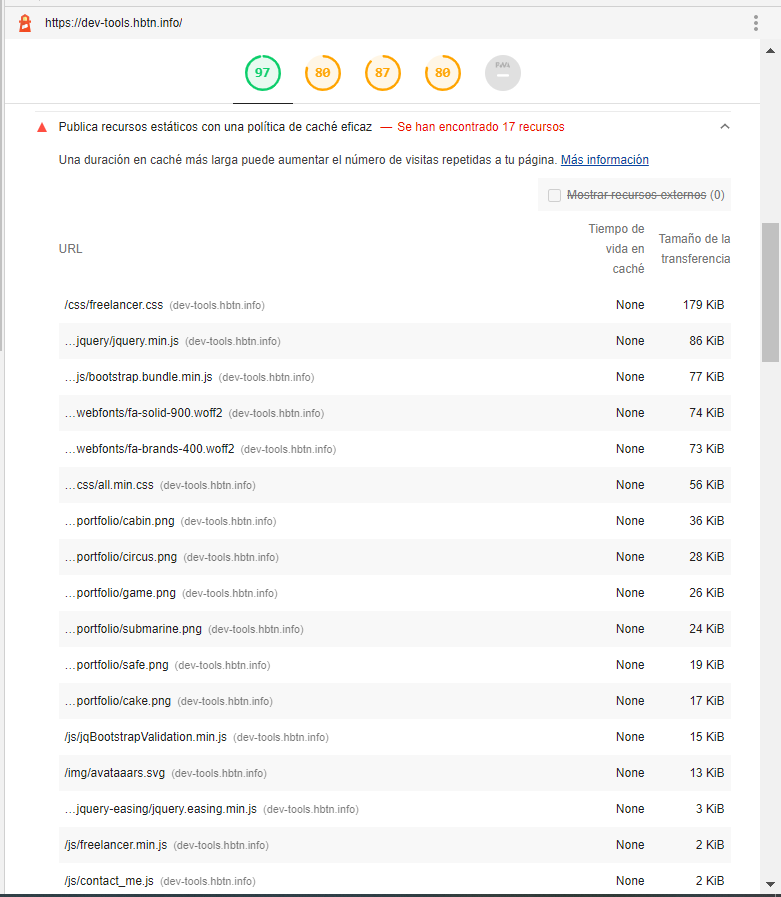 https://dev-tools.hbtn.info/
97 80 87 80 PWA
Publica recursos estáticos con una política de caché eficaz — Se han encontrado 17 recursos
Una duración en caché más larga puede aumentar el número de visitas repetidas a tu página. Más información
Mostrar recursos externos (0)
URL
Tiempo de
vida en
caché
Tamaño de la
transferencia
/css/freelancer.css (dev-tools.hbtn.info) None 179 KiB
…jquery/jquery.min.js (dev-tools.hbtn.info) None 86 KiB
…js/bootstrap.bundle.min.js (dev-tools.hbtn.info) None 77 KiB
…webfonts/fa-solid-900.woff2 (dev-tools.hbtn.info) None 74 KiB
…webfonts/fa-brands-400.woff2 (dev-tools.hbtn.info) None 73 KiB
…css/all.min.css (dev-tools.hbtn.info) None 56 KiB
…portfolio/cabin.png (dev-tools.hbtn.info) None 36 KiB
…portfolio/circus.png (dev-tools.hbtn.info) None 28 KiB
…portfolio/game.png (dev-tools.hbtn.info) None 26 KiB
…portfolio/submarine.png (dev-tools.hbtn.info) None 24 KiB
…portfolio/safe.png (dev-tools.hbtn.info) None 19 KiB
…portfolio/cake.png (dev-tools.hbtn.info) None 17 KiB
/js/jqBootstrapValidation.min.js (dev-tools.hbtn.info) None 15 KiB
/img/avataaars.svg (dev-tools.hbtn.info) None 13 KiB
…jquery-easing/jquery.easing.min.js (dev-tools.hbtn.info) None 3 KiB
/js/freelancer.min.js (dev-tools.hbtn.info) None 2 KiB
/js/contact_me.js (dev-tools.hbtn.info) None 2 KiB